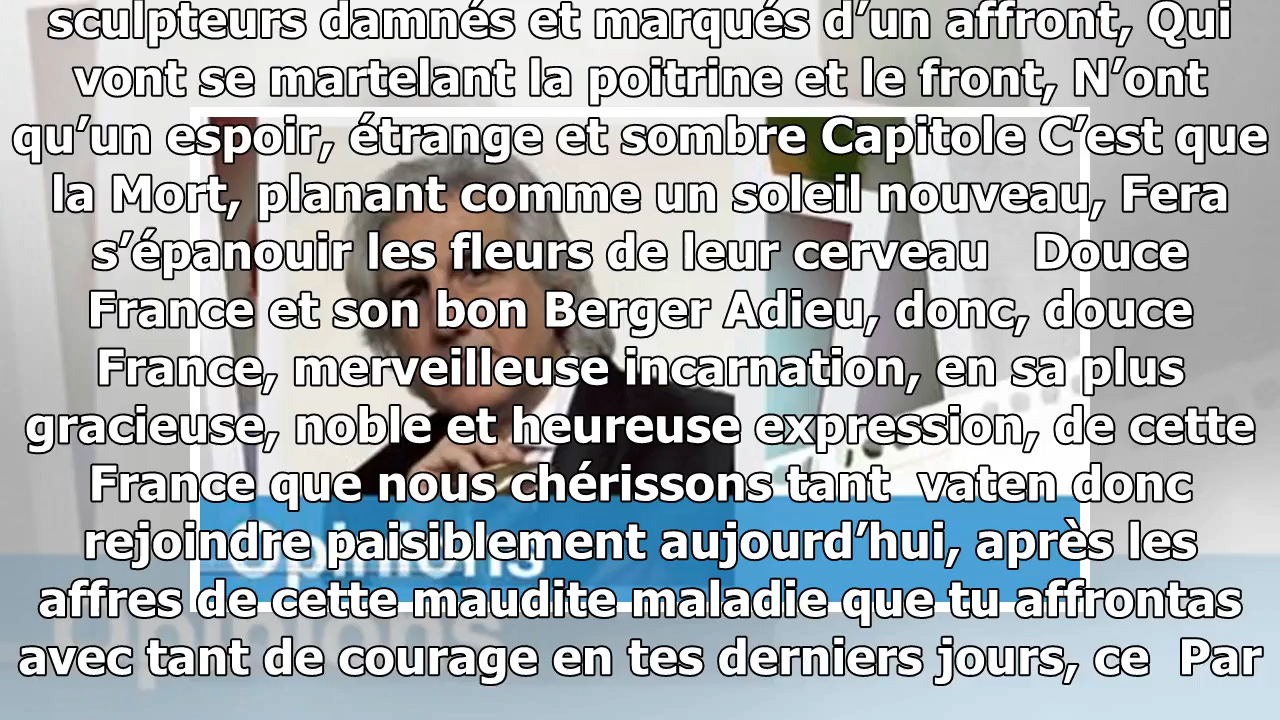 sculpteurs damnés et marqués d’un affront, Qui
vont se martelant la poitrine et le front, N’ont
qu’un espoir, étrange et sombre Capitole C’est que
la Mort, planant comme un soleil nouveau, Fera
s’épanouir les fleurs de leur cerveau   Douce
France et son bon Berger Adieu, donc, douce
France, merveilleuse incarnation, en sa plus
gracieuse, noble et heureuse expression, de cette
France que nous chérissons tant  vaten donc
rejoindre paisiblement aujourd’hui, après les
Opinions
affres de cette maudite maladie que tu affrontas
Opinions
avec tant de courage en tes derniers jours, ce  Par